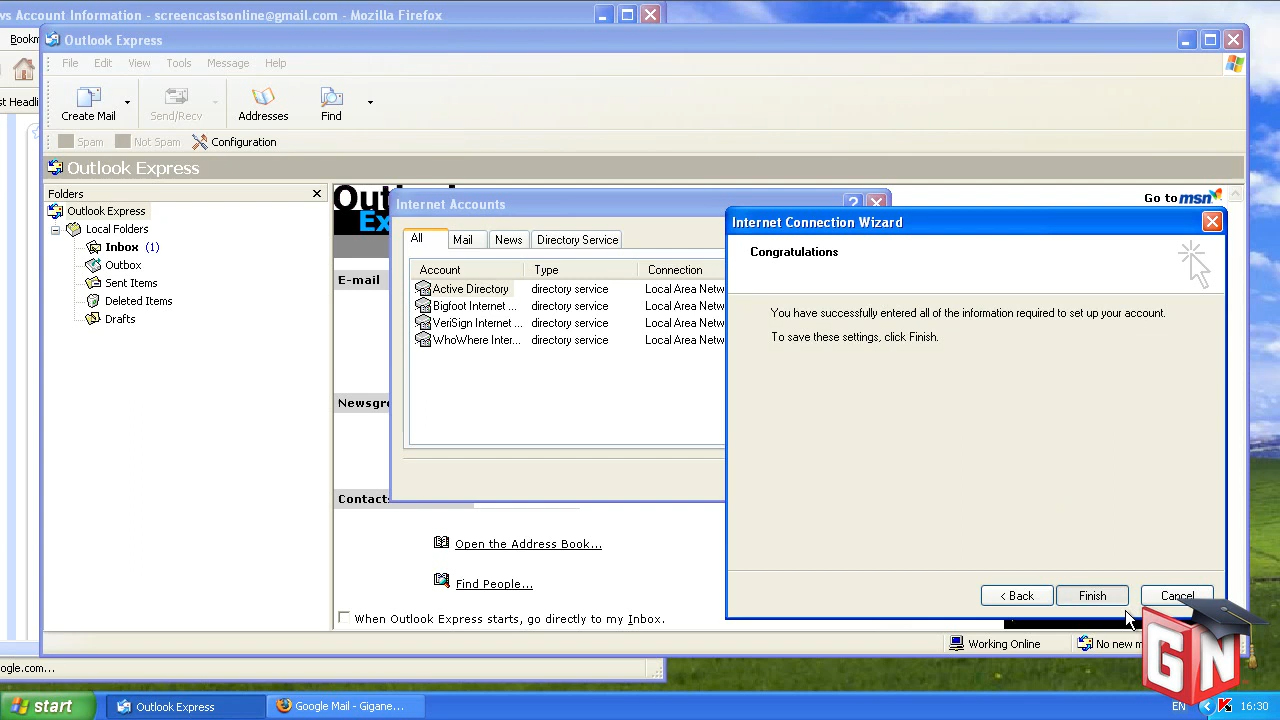 ws Account Information - screencastsonline@gmail.com - Mozilla Firefox
Bookm
st Headli
Outlook Express
File Edit View Tools Message Help
Create Mail Send/Recv Addresses Find
Spam Not Spam Configuration
Outlook Express
Folders
Outlook Express
Local Folders
Inbox (1)
Outbox
Sent Items
Deleted Items
Drafts
Go to msn
E-mail
Newsgro
Contacts
Open the Address Book...
Find People...
When Outlook Express starts, go directly to my Inbox.
Internet Accounts
All Mail News Directory Service
Account Type Connection
Active Directory directory service Local Area Netw
Bigfoot Internet ... directory service Local Area Netw
VeriSign Internet ... directory service Local Area Netw
WhoWhere Inter... directory service Local Area Netw
Internet Connection Wizard
Congratulations
You have successfully entered all of the information required to set up your account.
To save these settings, click Finish.
< Back Finish Cancel
Working Online No new m
ogle.com...
start Outlook Express Google Mail - Gigane... EN 16:30
GN